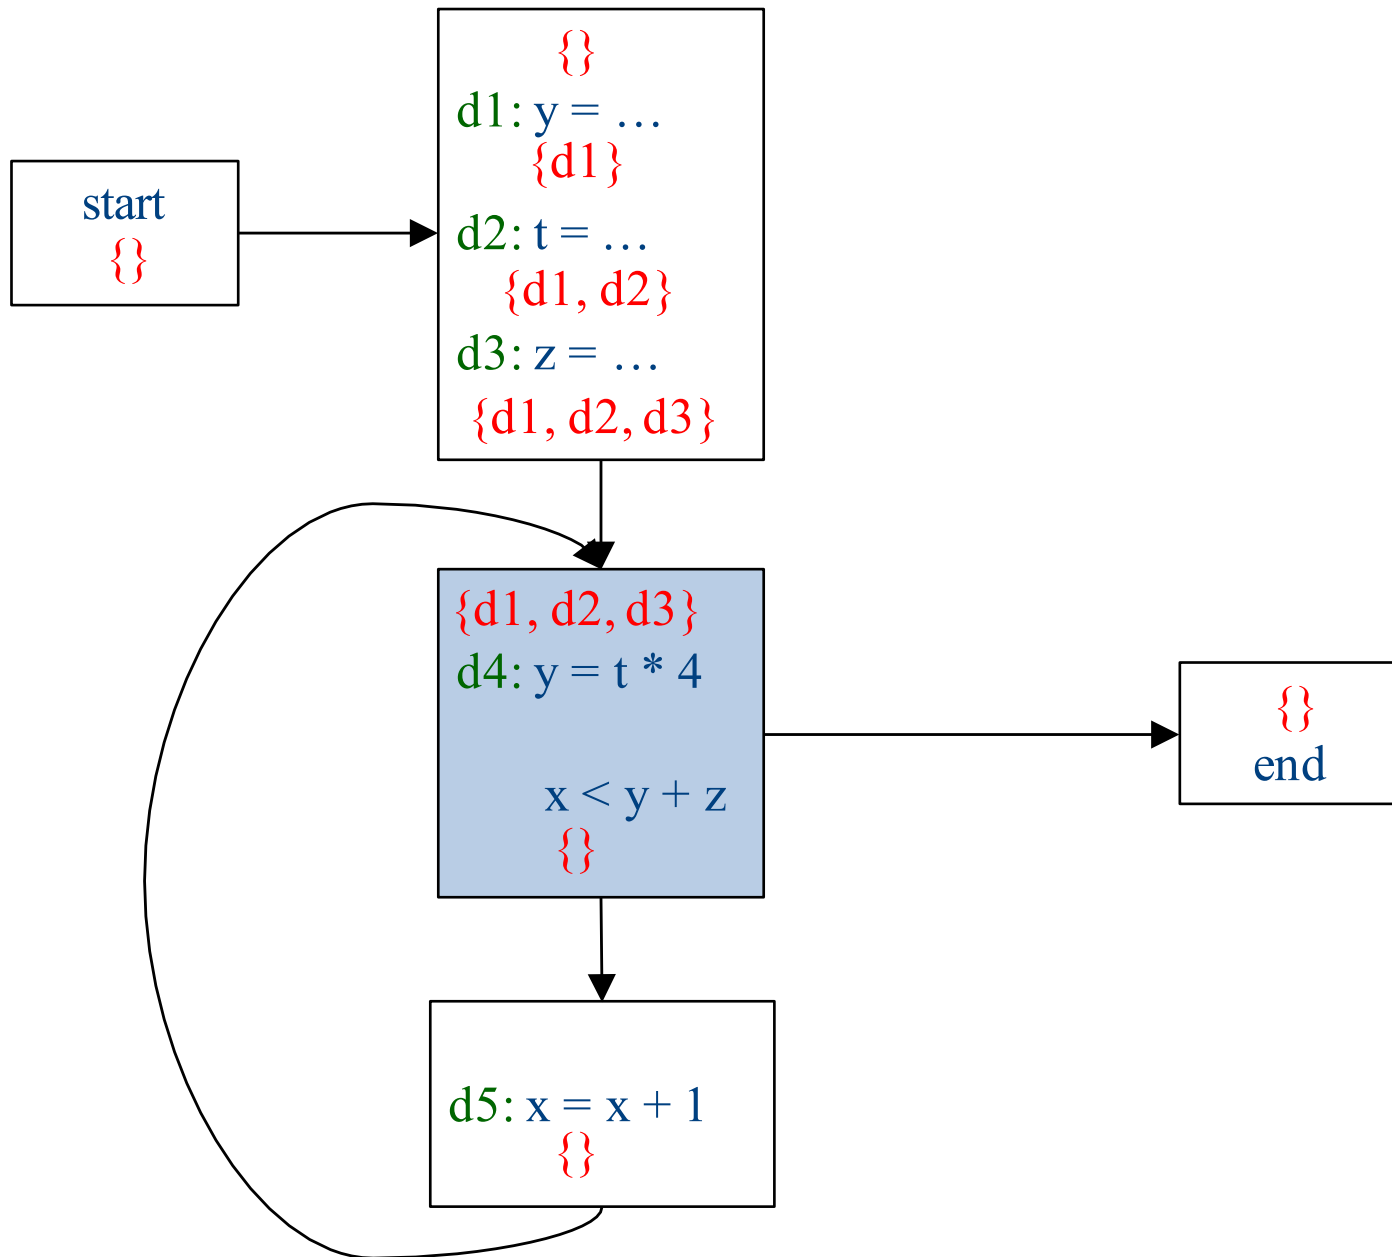 start
{}
{}
d1: y = …
{d1}
d2: t = …
{d1, d2}
d3: z = …
{d1, d2, d3}
{d1, d2, d3}
d4: y = t * 4
x < y + z
{}
{}
end
d5: x = x + 1
{}